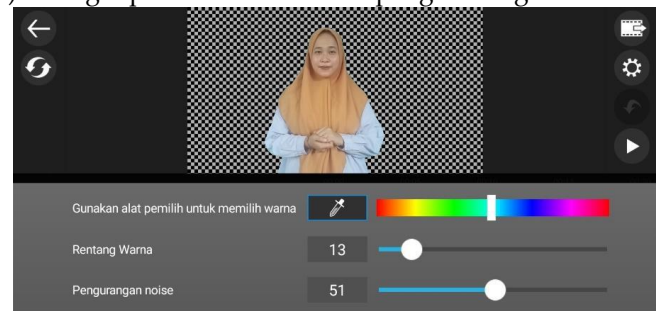 Gunakan alat pemilih untuk memilih warna
Rentang Warna 13
Pengurangan noise 51